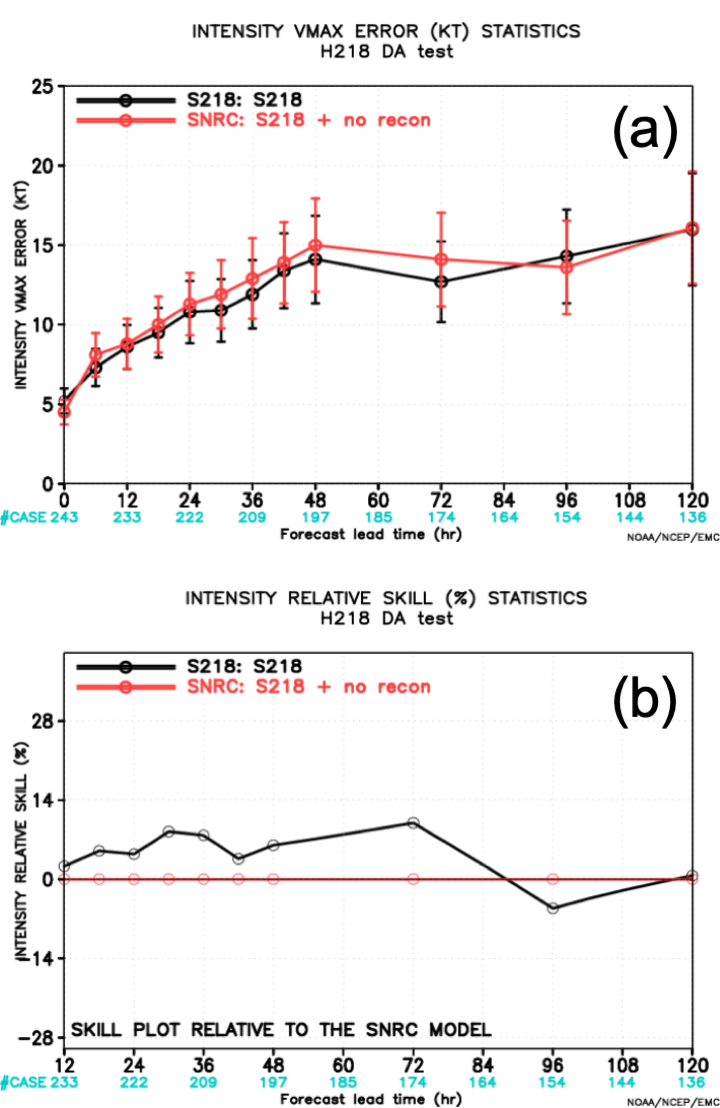 INTENSITY VMAX ERROR (KT) STATISTICS
H218 DA test
S218: S218
SNRC: S218 + no recon
(a)
INTENSITY VMAX ERROR (KT)
25
20
15
10
5
0
0 12 24 36 48 60 72 84 96 108 120
#CASE 243 233 222 209 197 185 174 164 154 144 136
Forecast lead time (hr)
NOAA/NCEP/EMC
INTENSITY RELATIVE SKILL (%) STATISTICS
H218 DA test
S218: S218
SNRC: S218 + no recon
(b)
INTENSITY RELATIVE SKILL (%)
28
14
0
-14
-28
SKILL PLOT RELATIVE TO THE SNRC MODEL
12 24 36 48 60 72 84 96 108 120
#CASE 233 222 209 197 185 174 164 154 144 136
Forecast lead time (hr)
NOAA/NCEP/EMC